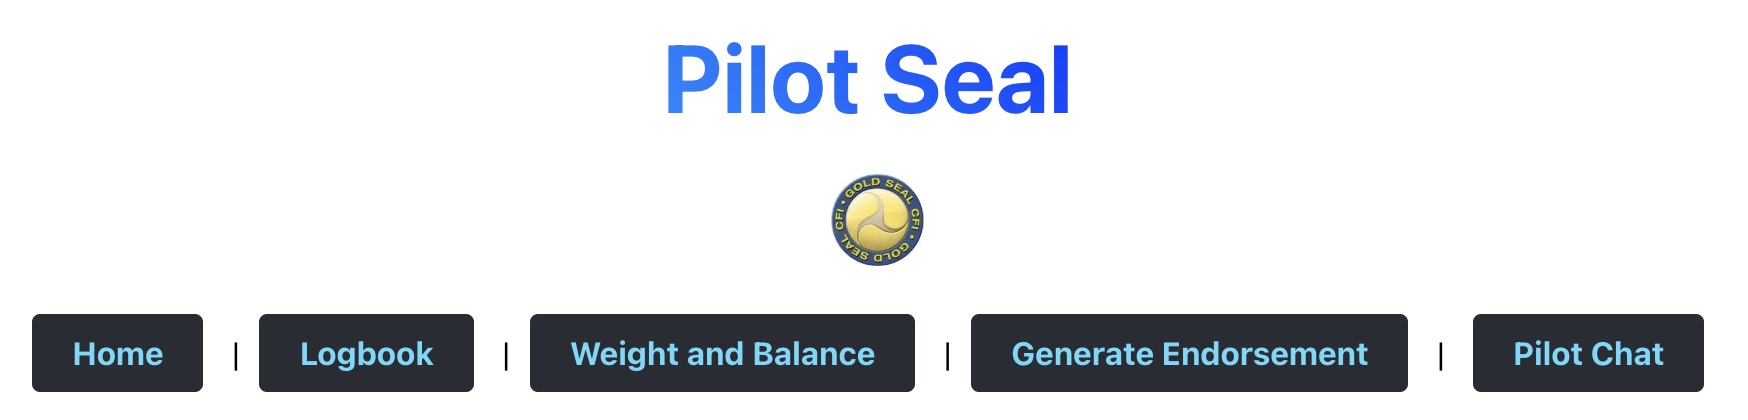 Pilot Seal
• GOLD SEAL CFI • GOLD SEAL CFI
Home | Logbook | Weight and Balance | Generate Endorsement | Pilot Chat